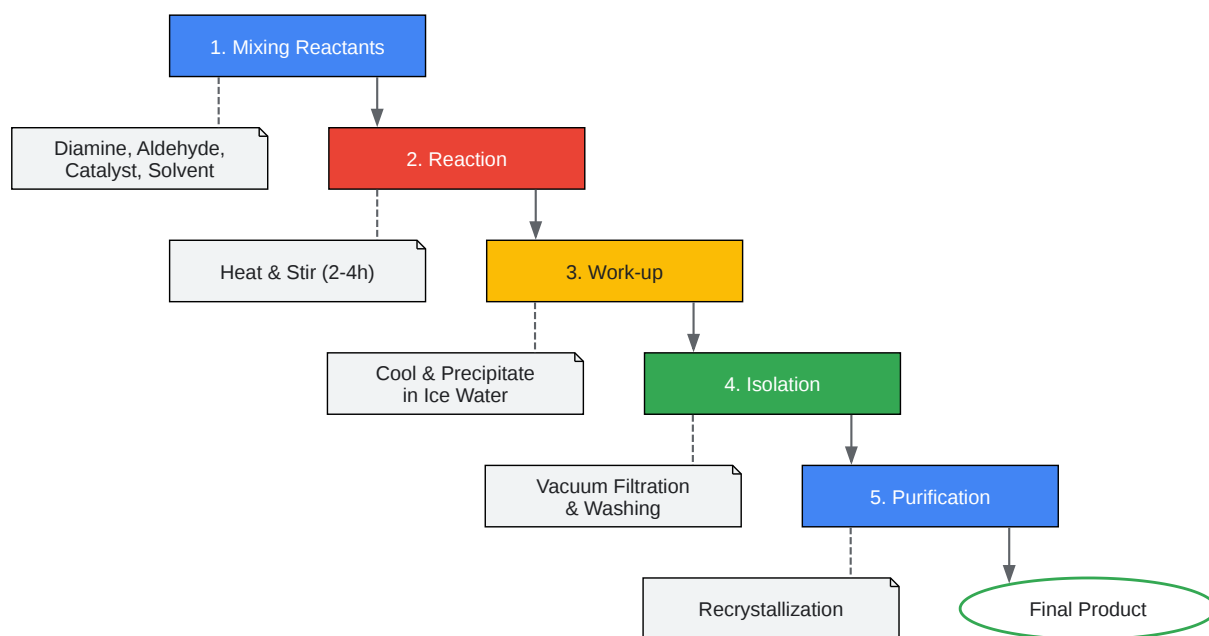 1. Mixing Reactants
Diamine, Aldehyde,
Catalyst, Solvent
2. Reaction
Heat & Stir (2-4h)
3. Work-up
Cool & Precipitate
in Ice Water
4. Isolation
Vacuum Filtration
& Washing
5. Purification
Recrystallization
Final Product